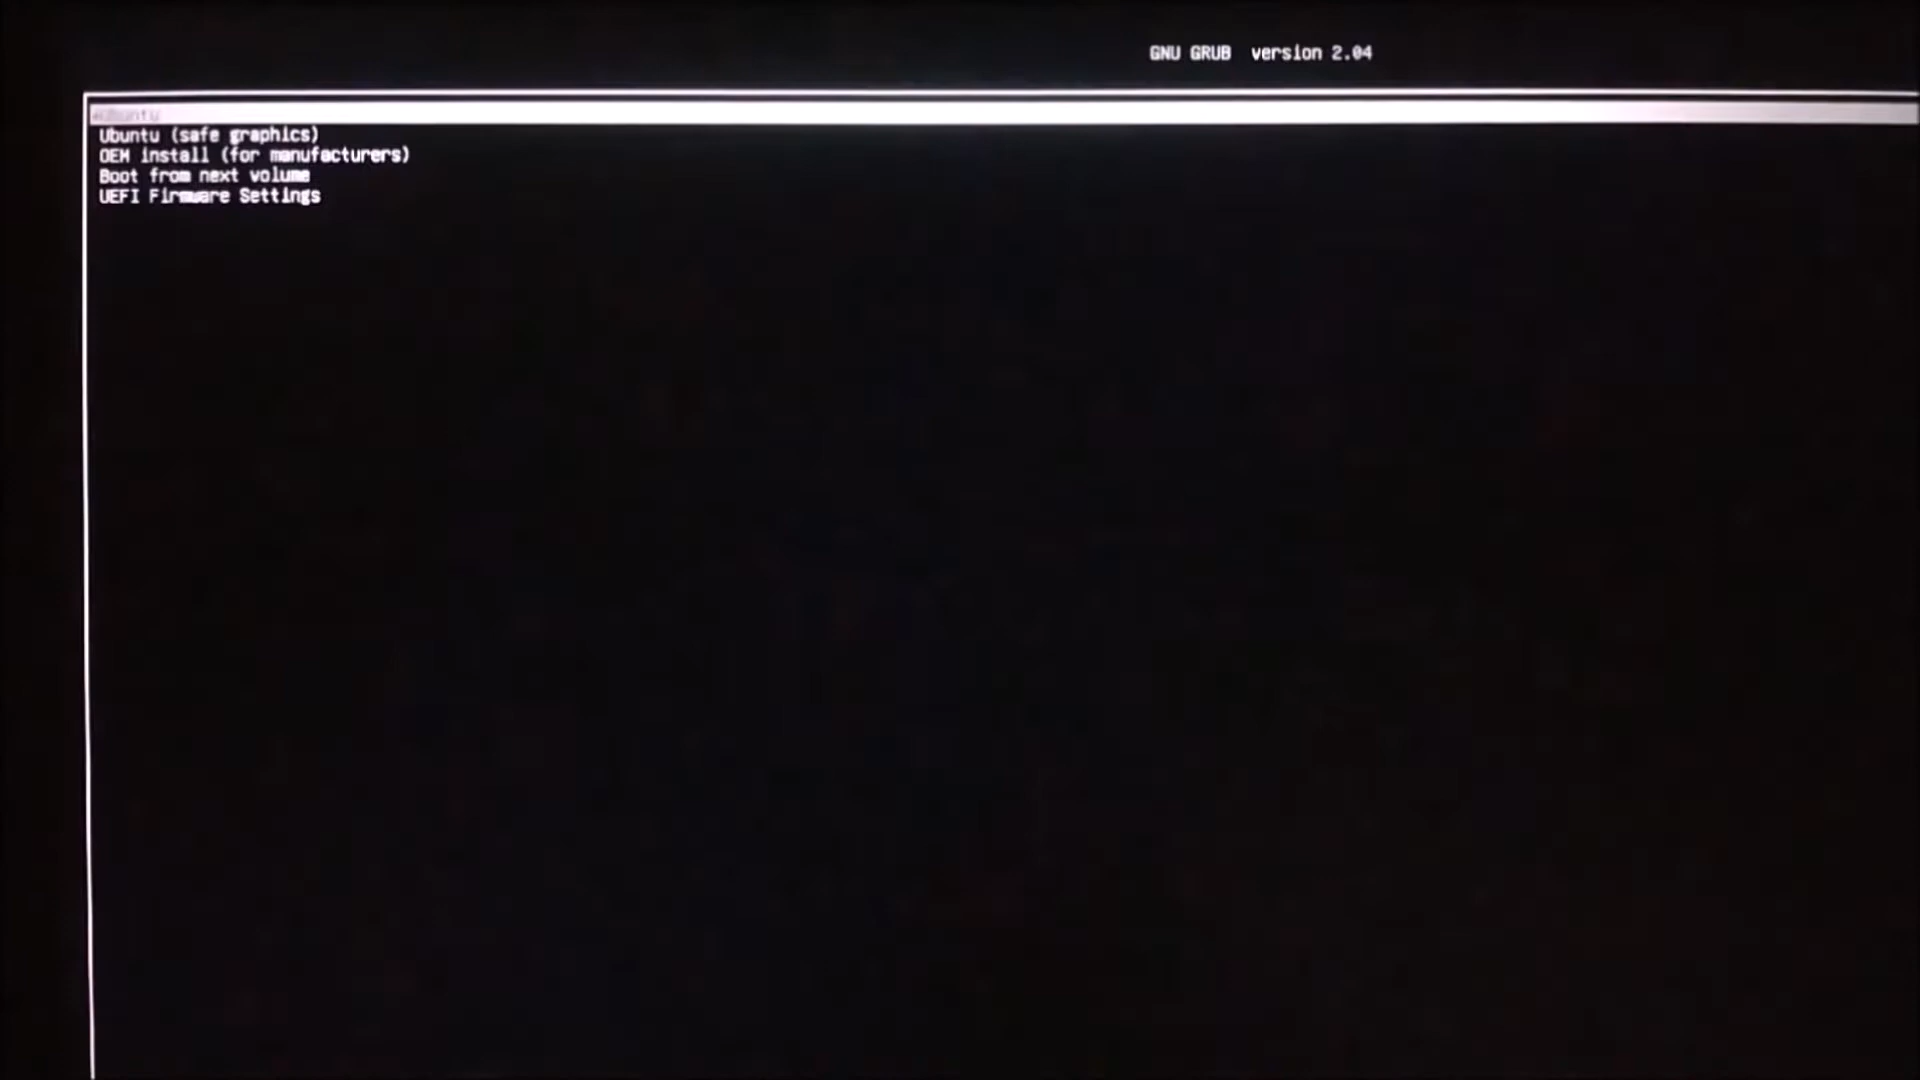 GNU GRUB version 2.04
*Ubuntu
Ubuntu (safe graphics)
OEM install (for manufacturers)
Boot from next volume
UEFI Firmware Settings